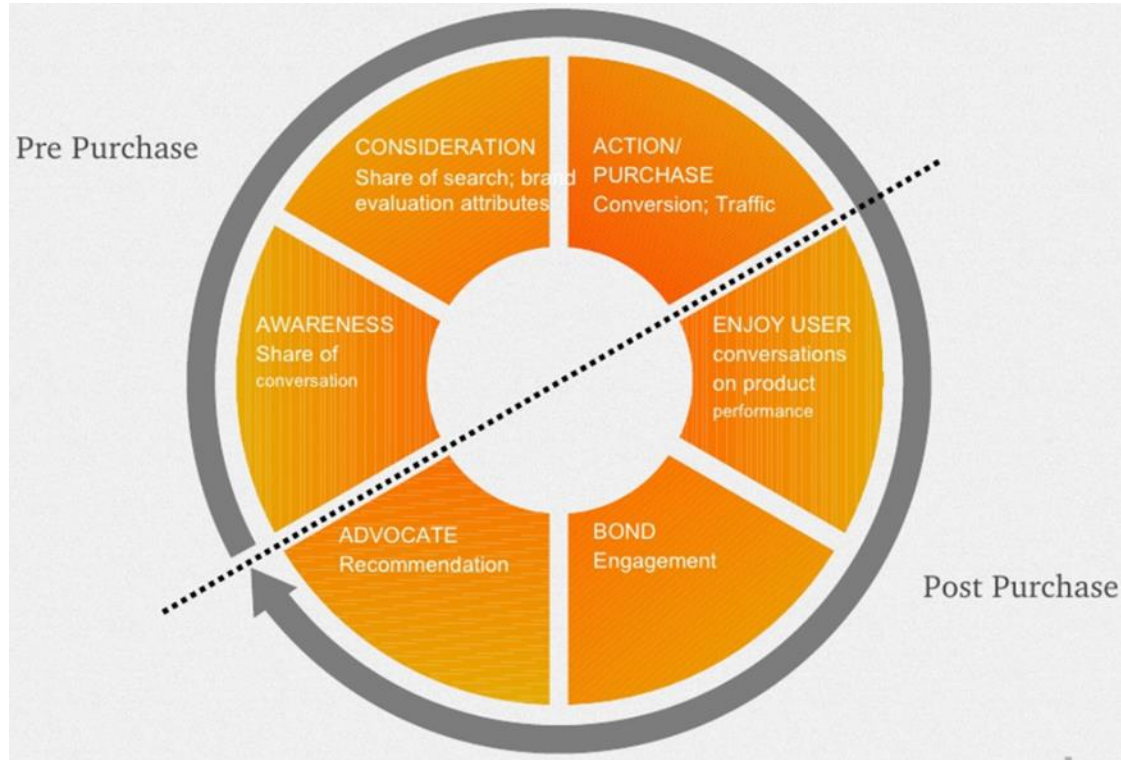 Pre Purchase
CONSIDERATION
Share of search; brand
evaluation attributes
ACTION/
PURCHASE
Conversion; Traffic
AWARENESS
Share of
conversation
ENJOY USER
conversations
on product
performance
ADVOCATE
Recommendation
BOND
Engagement
Post Purchase